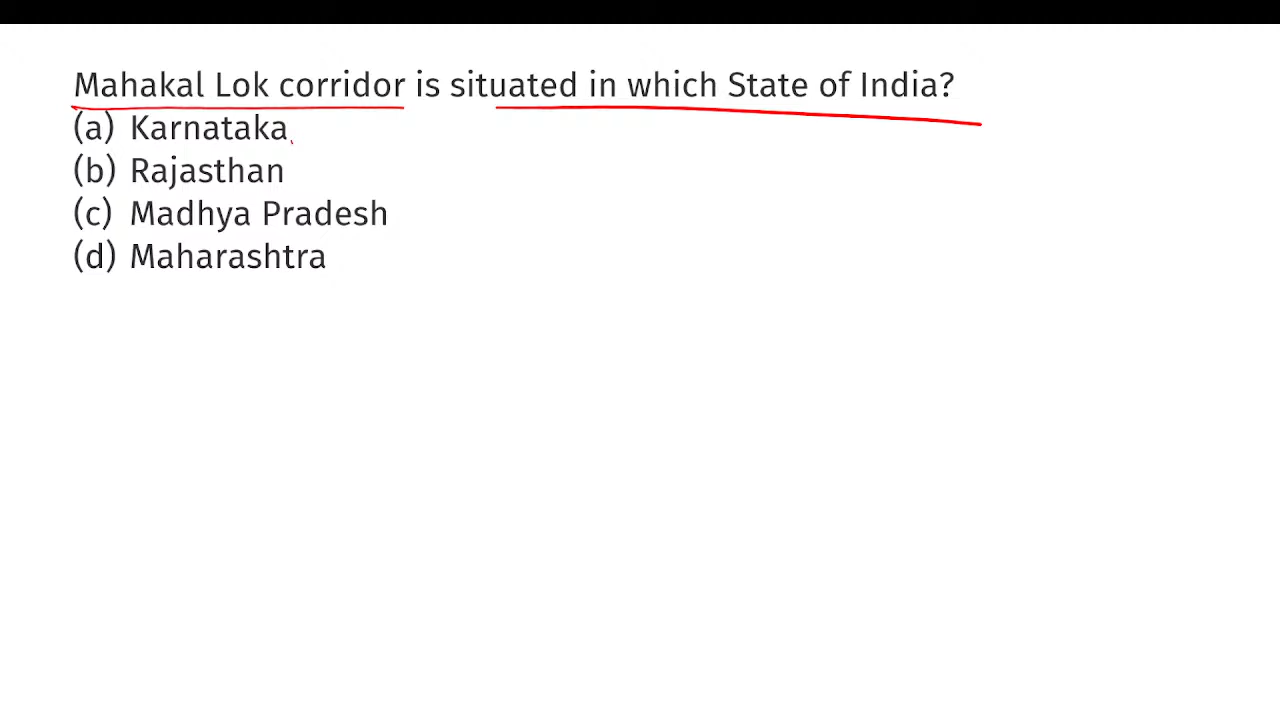 Mahakal Lok corridor is situated in which State of India?
(a) Karnataka
(b) Rajasthan
(c) Madhya Pradesh
(d) Maharashtra